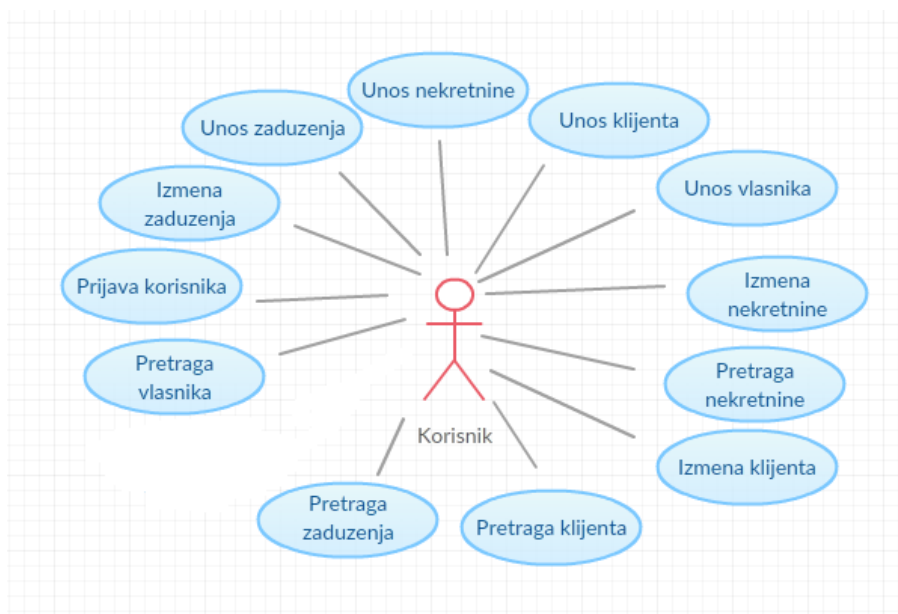 Unos nekretnine
Unos klijenta
Unos zaduzenja
Unos vlasnika
Izmena
zaduzenja
Prijava korisnika
Izmena
nekretnine
Pretraga
vlasnika
Pretraga
nekretnine
Korisnik
Izmena klijenta
Pretraga
zaduzenja
Pretraga klijenta